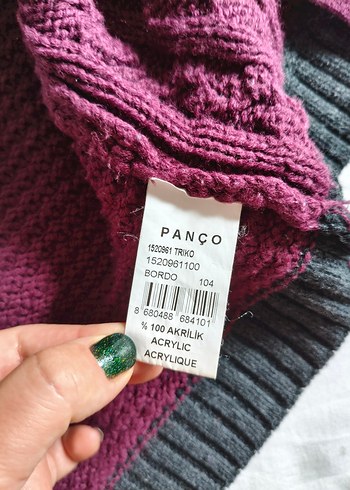 PANÇO
1520961 TRIKO
1520961100
BORDO 104
8 680488 684101
% 100 AKRİLİK
ACRYLIC
ACRYLIQUE